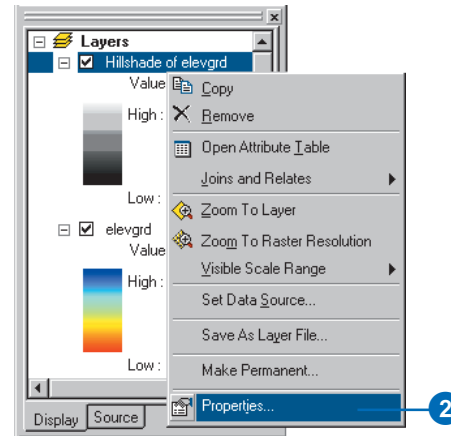 Layers
Hillshade of elevgrd
Value
High :
Low :
elevgrd
Value
High :
Low :
Display
Source
Copy
Remove
Open Attribute Table
Joins and Relates
Zoom To Layer
Zoom To Raster Resolution
Visible Scale Range
Set Data Source...
Save As Layer File...
Make Permanent...
Properties...
2